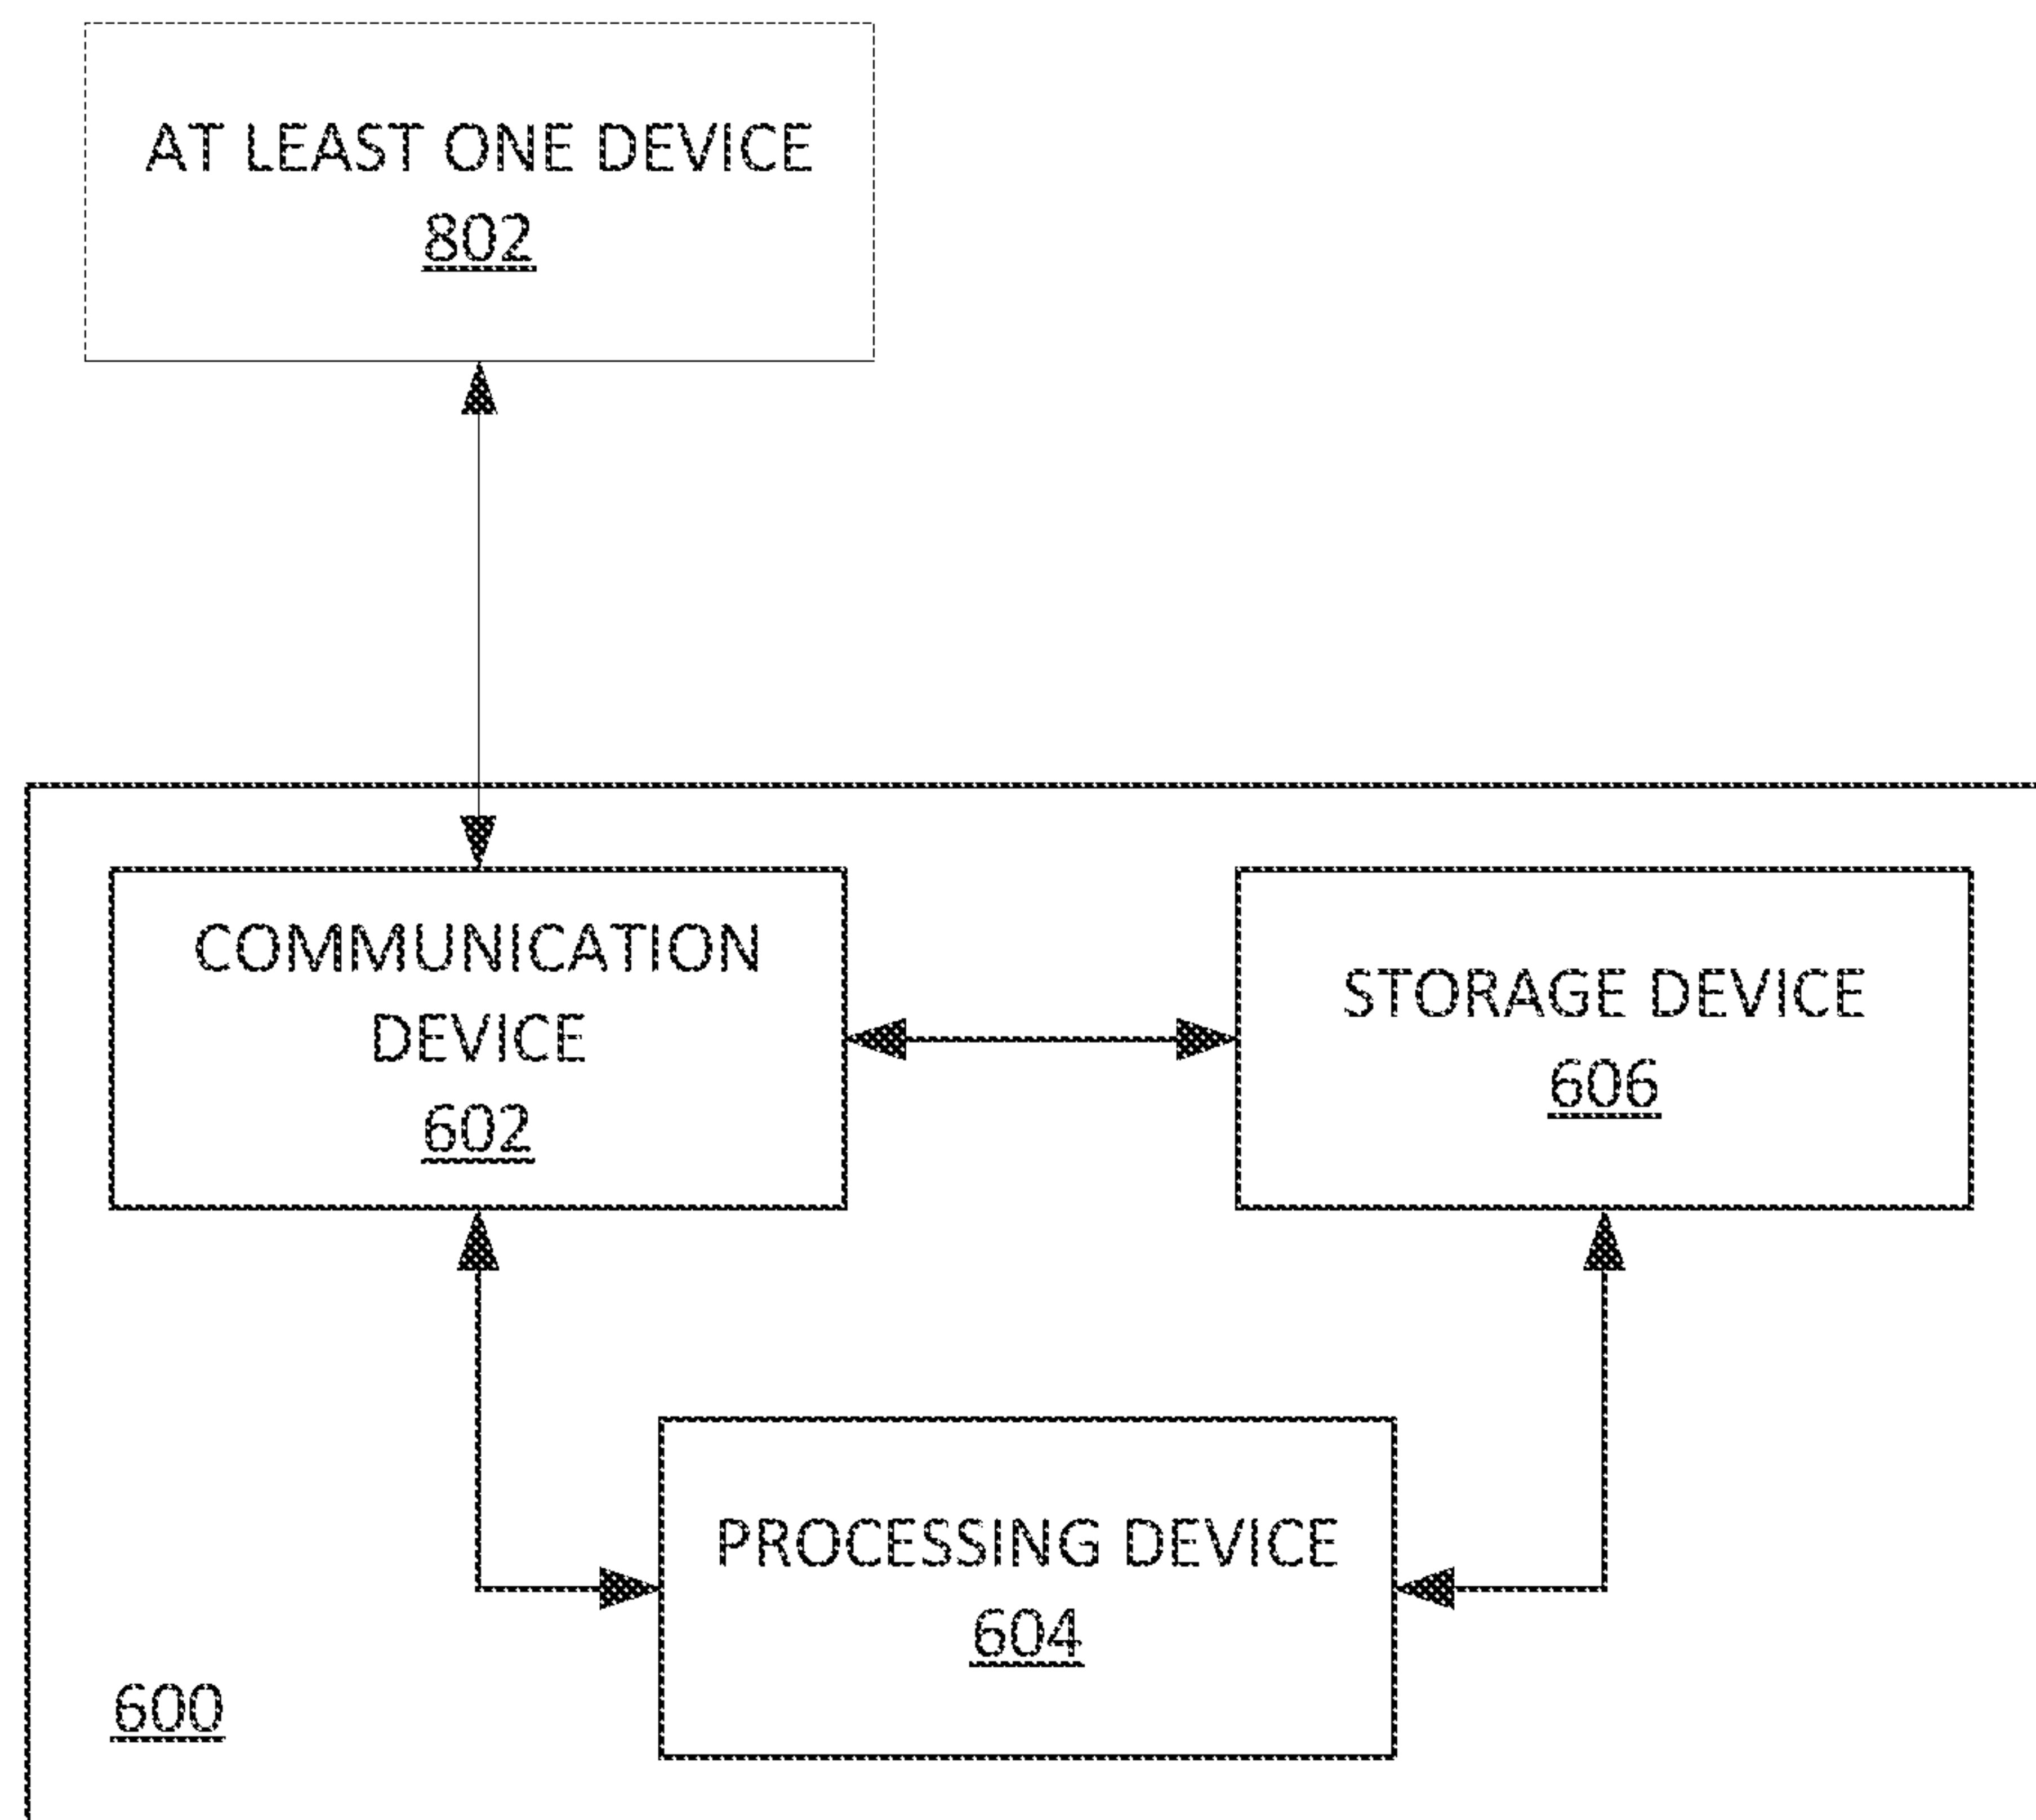 AT LEAST ONE DEVICE
802
COMMUNICATION
DEVICE
602
STORAGE DEVICE
606
PROCESSING DEVICE
604
600